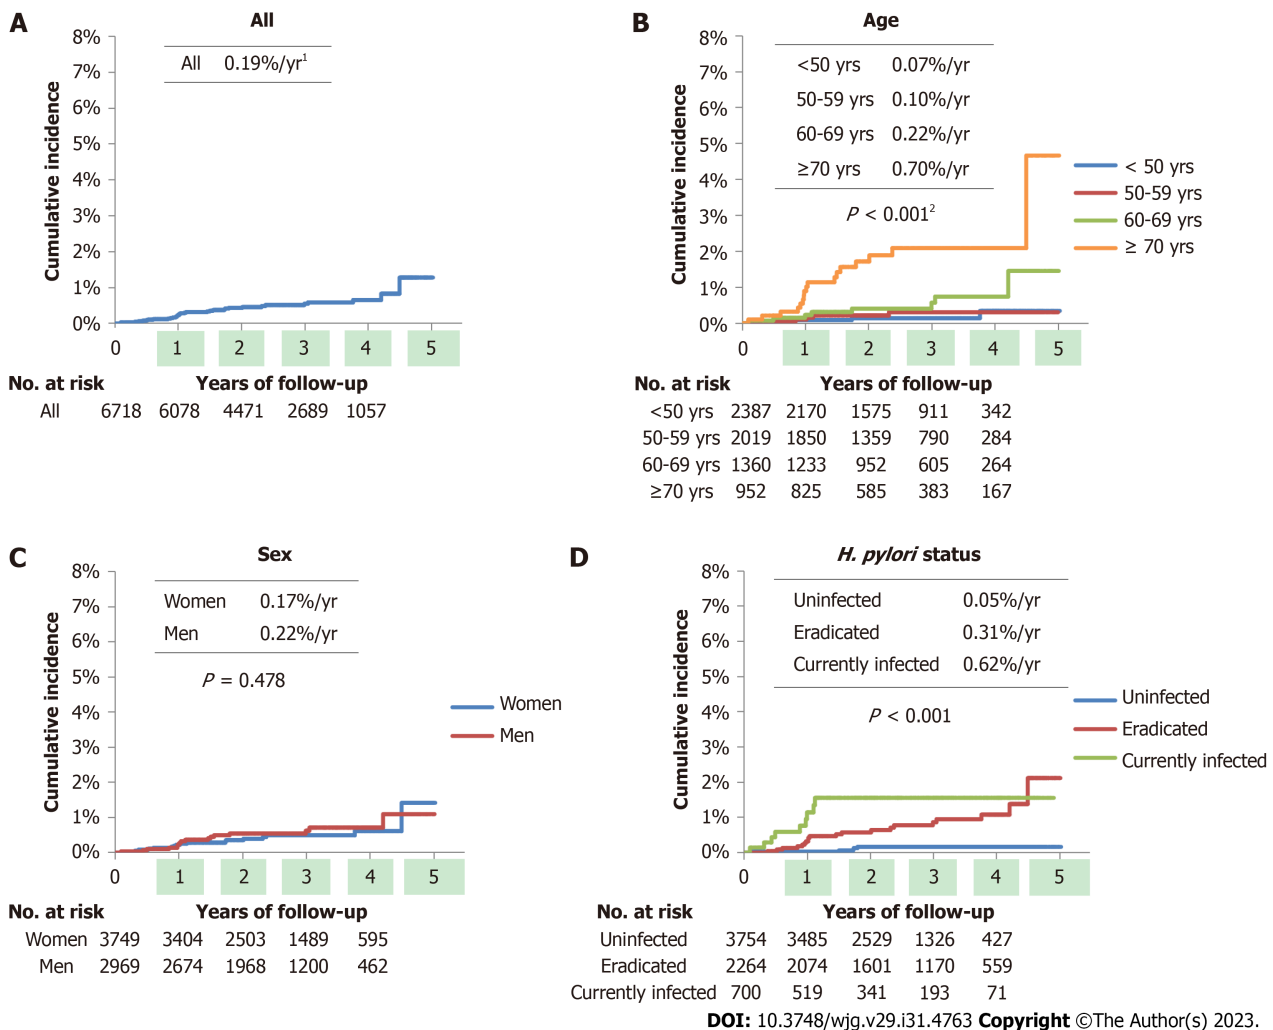 A
All
8%
7%
6%
5%
4%
3%
2%
1%
0%
Cumulative incidence
All 0.19%/yr1
0 1 2 3 4 5
No. at risk Years of follow-up
All 6718 6078 4471 2689 1057
B
Age
8%
7%
6%
5%
4%
3%
2%
1%
0%
Cumulative incidence
<50 yrs 0.07%/yr
50-59 yrs 0.10%/yr
60-69 yrs 0.22%/yr
≥70 yrs 0.70%/yr
P < 0.0012
< 50 yrs
50-59 yrs
60-69 yrs
≥ 70 yrs
0 1 2 3 4 5
No. at risk Years of follow-up
<50 yrs 2387 2170 1575 911 342
50-59 yrs 2019 1850 1359 790 284
60-69 yrs 1360 1233 952 605 264
≥70 yrs 952 825 585 383 167
C
Sex
8%
7%
6%
5%
4%
3%
2%
1%
0%
Cumulative incidence
Women 0.17%/yr
Men 0.22%/yr
P = 0.478
Women
Men
0 1 2 3 4 5
No. at risk Years of follow-up
Women 3749 3404 2503 1489 595
Men 2969 2674 1968 1200 462
D
H. pylori status
8%
7%
6%
5%
4%
3%
2%
1%
0%
Cumulative incidence
Uninfected 0.05%/yr
Eradicated 0.31%/yr
Currently infected 0.62%/yr
P < 0.001
Uninfected
Eradicated
Currently infected
0 1 2 3 4 5
No. at risk Years of follow-up
Uninfected 3754 3485 2529 1326 427
Eradicated 2264 2074 1601 1170 559
Currently infected 700 519 341 193 71
DOI: 10.3748/wjg.v29.i31.4763 Copyright ©The Author(s) 2023.